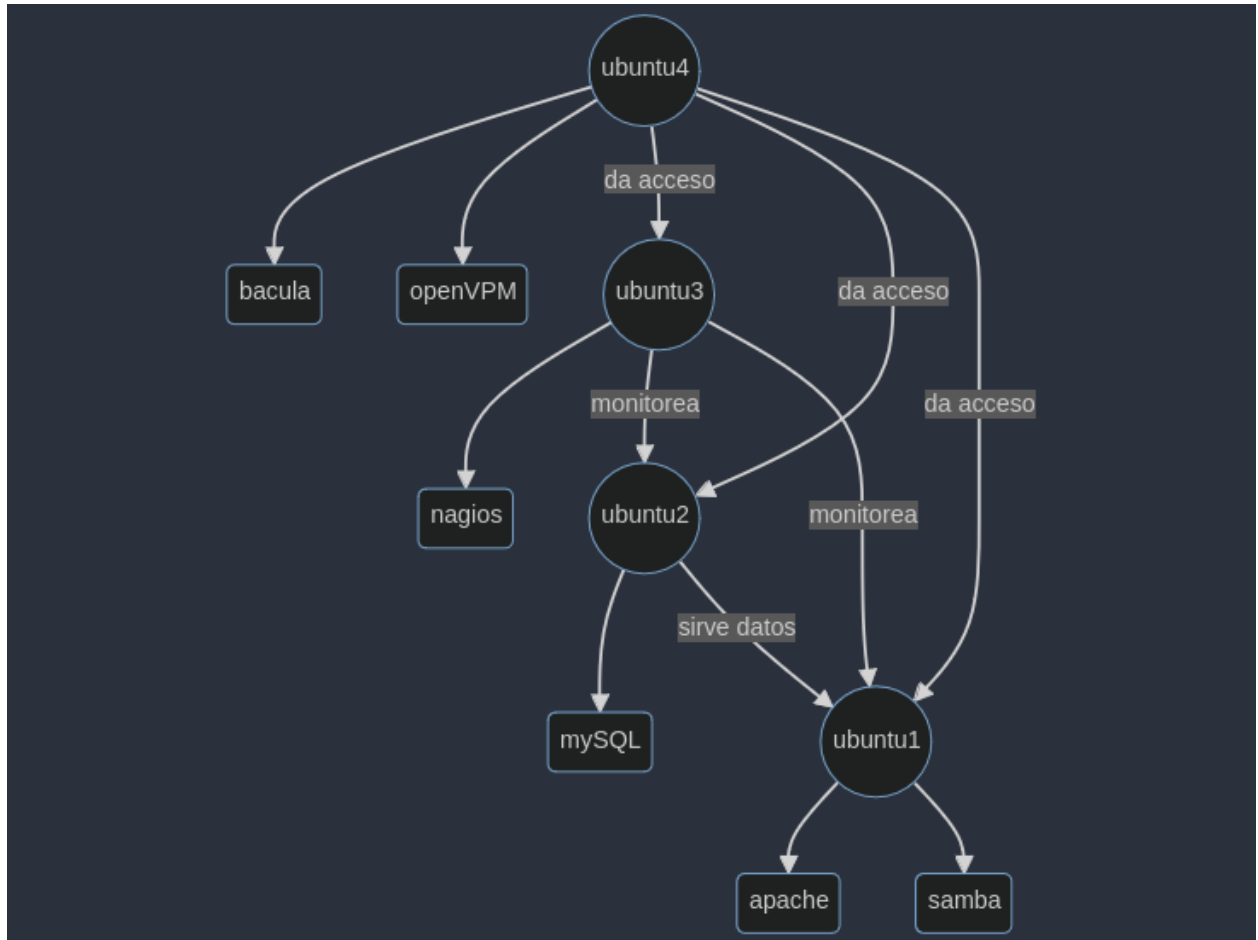 ubuntu4
da acceso
bacula
openVPM
ubuntu3
da acceso
monitorea
da acceso
nagios
ubuntu2
monitorea
sirve datos
mySQL
ubuntu1
apache
samba